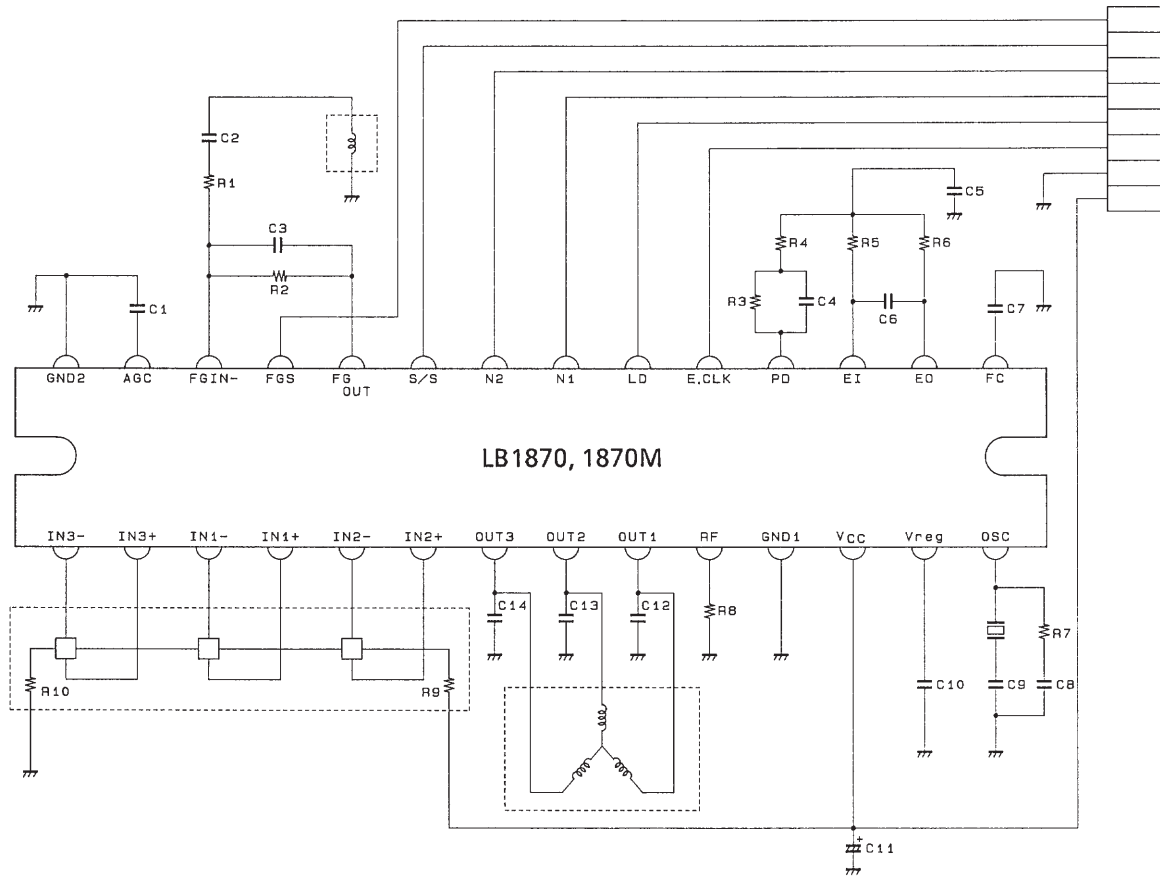 C2
R1
C3
R2
C1
C5
R4
R5
R6
R3
C4
C6
C7
GND2 AGC FGIN- FGS FG OUT S/S N2 N1 LD E,CLK PD EI EO FC
LB1870, 1870M
IN3- IN3+ IN1- IN1+ IN2- IN2+ OUT3 OUT2 OUT1 RF GND1 VCC Vreg OSC
C14
C13
C12
R8
R7
R10
R9
C10
C9
C8
+
C11